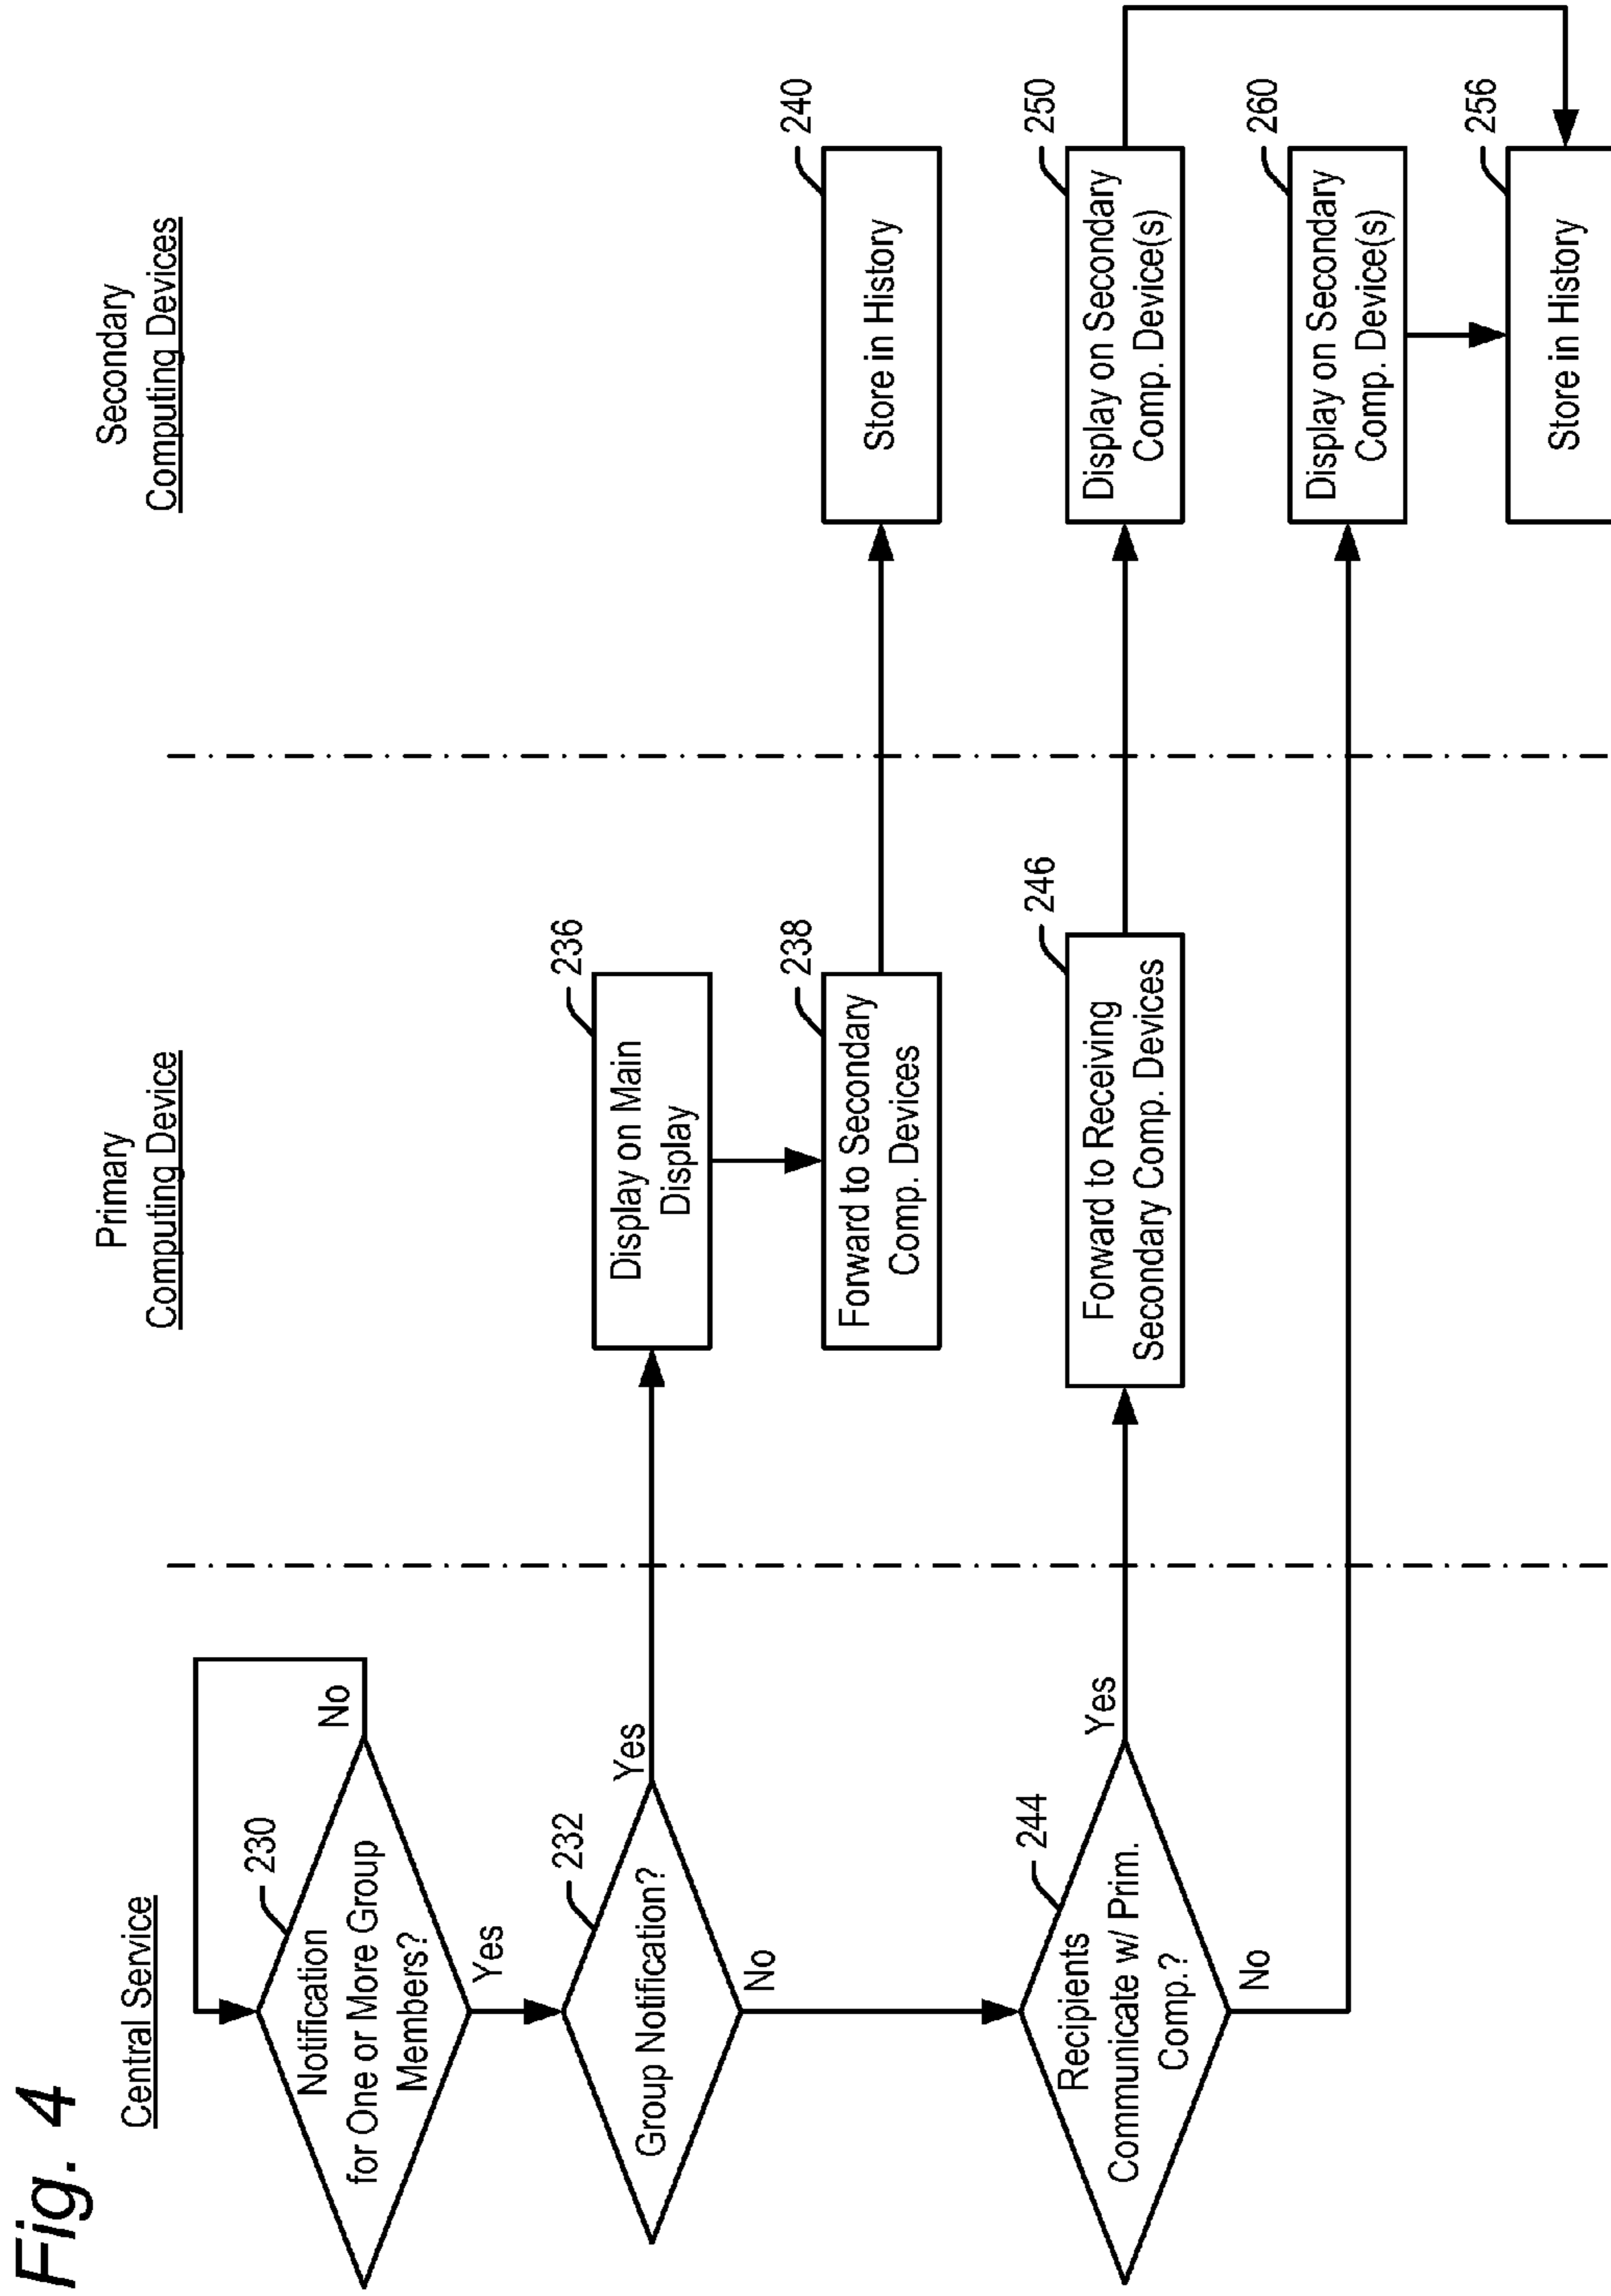 Fig. 4
Central Service
Primary
Computing Device
Secondary
Computing Devices
230
Notification
for One or More Group
Members?
No
Yes
232
Group Notification?
Yes
No
236
Display on Main
Display
238
Forward to Secondary
Comp. Devices
240
Store in History
244
Recipients
Communicate w/ Prim.
Comp.?
Yes
No
246
Forward to Receiving
Secondary Comp. Devices
250
Display on Secondary
Comp. Device(s)
260
Display on Secondary
Comp. Device(s)
256
Store in History